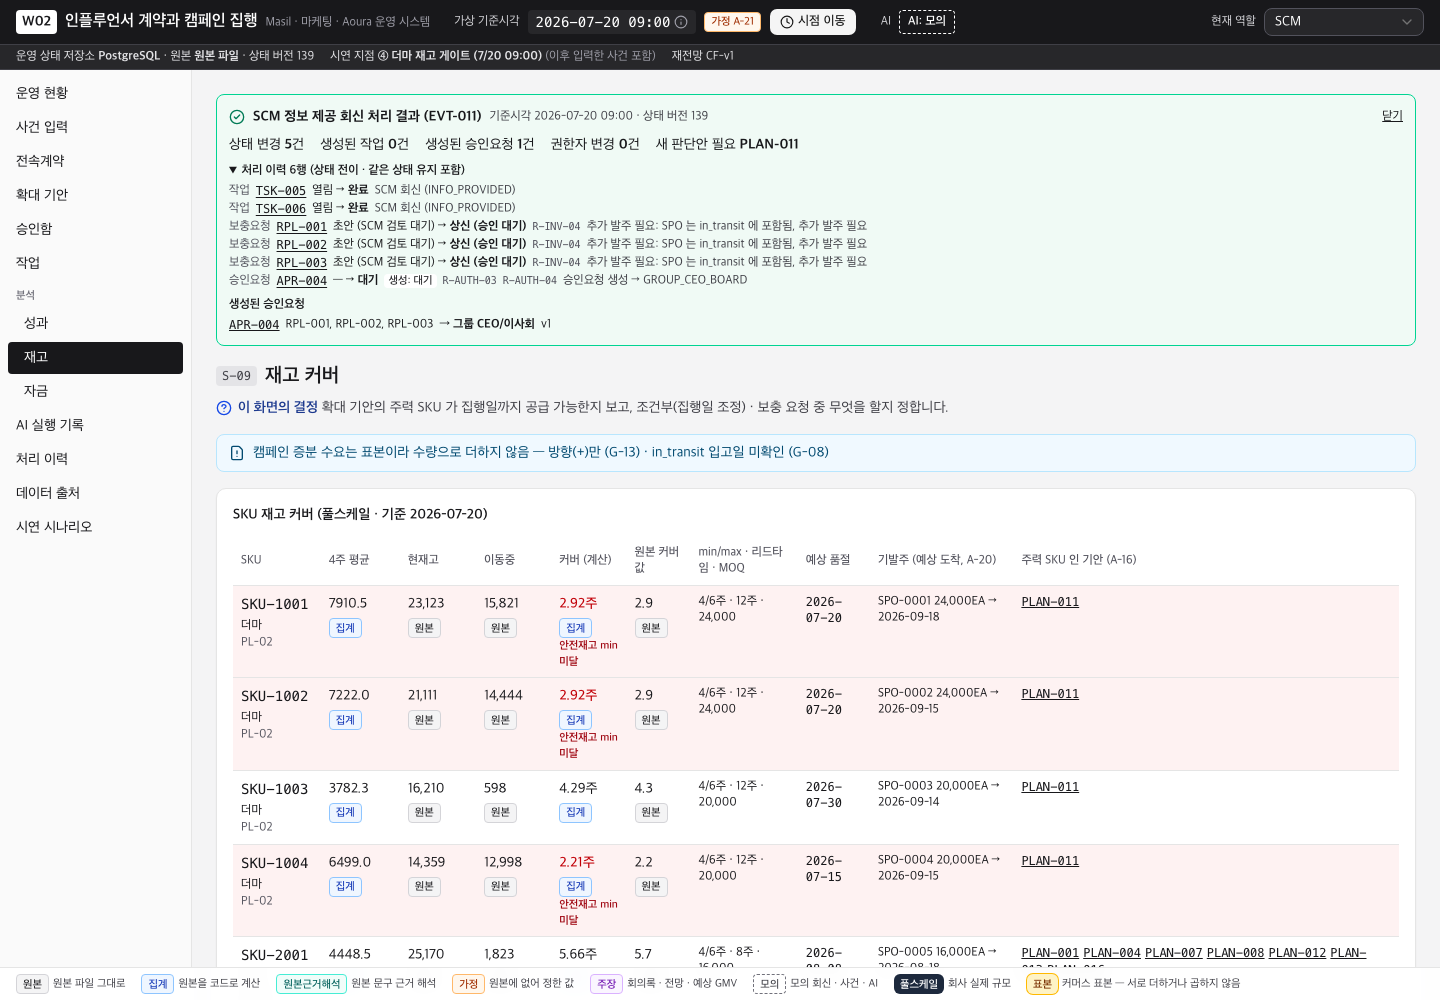 W02 인플루언서 계약과 캠페인 집행 Masil · 마케팅 · Aoura 운영 시스템 가상 기준시각 2026-07-20 09:00 가정 A-21 시점 이동 AI AI: 모의 현재 역할 SCM
운영 상태 저장소 PostgreSQL · 원본 원본 파일 · 상태 버전 139 시연 지점 ④ 더마 재고 게이트 (7/20 09:00) (이후 입력한 사건 포함) 재전망 CF-v1
운영 현황
사건 입력
전속계약
확대 기안
승인함
작업
분석
성과
재고
자금
AI 실행 기록
처리 이력
데이터 출처
시연 시나리오
SCM 정보 제공 회신 처리 결과 (EVT-011) 기준시각 2026-07-20 09:00 · 상태 버전 139 닫기
상태 변경 5건 생성된 작업 0건 생성된 승인요청 1건 권한자 변경 0건 새 판단안 필요 PLAN-011
▼ 처리 이력 6행 (상태 전이 · 같은 상태 유지 포함)
작업 TSK-005 열림 → 완료 SCM 회신 (INFO_PROVIDED)
작업 TSK-006 열림 → 완료 SCM 회신 (INFO_PROVIDED)
보충요청 RPL-001 초안 (SCM 검토 대기) → 상신 (승인 대기) R-INV-04 추가 발주 필요: SPO 는 in_transit 에 포함됨, 추가 발주 필요
보충요청 RPL-002 초안 (SCM 검토 대기) → 상신 (승인 대기) R-INV-04 추가 발주 필요: SPO 는 in_transit 에 포함됨, 추가 발주 필요
보충요청 RPL-003 초안 (SCM 검토 대기) → 상신 (승인 대기) R-INV-04 추가 발주 필요: SPO 는 in_transit 에 포함됨, 추가 발주 필요
승인요청 APR-004 — → 대기 생성: 대기 R-AUTH-03 R-AUTH-04 승인요청 생성 → GROUP_CEO_BOARD
생성된 승인요청
APR-004 RPL-001, RPL-002, RPL-003 → 그룹 CEO/이사회 v1
S-09 재고 커버
이 화면의 결정 확대 기안의 주력 SKU 가 집행일까지 공급 가능한지 보고, 조건부(집행일 조정) · 보충 요청 중 무엇을 할지 정합니다.
캠페인 증분 수요는 표본이라 수량으로 더하지 않음 — 방향(+)만 (G-13) · in_transit 입고일 미확인 (G-08)
SKU 재고 커버 (풀스케일 · 기준 2026-07-20)
SKU 4주 평균 현재고 이동중 커버 (계산) 원본 커버 값 min/max · 리드타임 · MOQ 예상 품절 기발주 (예상 도착, A-20) 주력 SKU 인 기안 (A-16)
SKU-1001 7910.5 23,123 15,821 2.92주 2.9 4/6주 · 12주 · 2026- SPO-0001 24,000EA → PLAN-011
더마 집계 원본 원본 집계 원본 24,000 07-20 2026-09-18
PL-02 안전재고 min
미달
SKU-1002 7222.0 21,111 14,444 2.92주 2.9 4/6주 · 12주 · 2026- SPO-0002 24,000EA → PLAN-011
더마 집계 원본 원본 집계 원본 24,000 07-20 2026-09-15
PL-02 안전재고 min
미달
SKU-1003 3782.3 16,210 598 4.29주 4.3 4/6주 · 12주 · 2026- SPO-0003 20,000EA → PLAN-011
더마 집계 원본 원본 집계 원본 20,000 07-30 2026-09-14
PL-02
SKU-1004 6499.0 14,359 12,998 2.21주 2.2 4/6주 · 12주 · 2026- SPO-0004 20,000EA → PLAN-011
더마 집계 원본 원본 집계 원본 20,000 07-15 2026-09-15
PL-02 안전재고 min
미달
SKU-2001 4448.5 25,170 1,823 5.66주 5.7 4/6주 · 8주 · 2026- SPO-0005 16,000EA → PLAN-001 PLAN-004 PLAN-007 PLAN-008 PLAN-012 PLAN-
원본 원본 파일 그대로 집계 원본을 코드로 계산 원본근거해석 원본 문구 근거 해석 가정 원본에 없어 정한 값 주장 회의록 · 전망 · 예상 GMV 모의 모의 회신 · 사건 · AI 풀스케일 회사 실제 규모 표본 커머스 표본 — 서로 더하거나 곱하지 않음